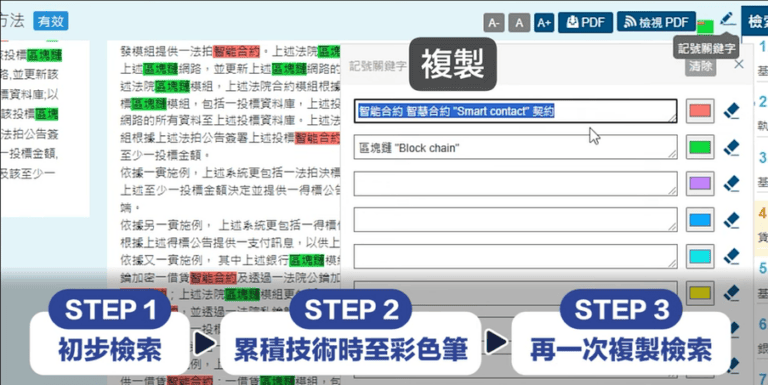 方法 有效
A- A A+ PDF 檢視 PDF 檢
記號關鍵字
記號關鍵字 清除
複製
智能合約 智慧合約 "Smart contact" 契約
區塊鏈 "Block chain"
投標區塊鏈
並更新該
標資料庫;以
投標區塊鏈
法拍公告簽
投標金額,
及該至少一
發模組提供一法拍智能合約。上述法院區塊
上述區塊鏈網路,並更新上述區塊鏈網路的
述法院區塊鏈模組,上述法院合約模組根據
標區塊鏈模組,包括一投標資料庫,上述投
網路的所有資料至上述投標資料庫,上述投
組根據上述法拍公告簽署上述投標智能合約
至少一投標金額。
依據一實施例,上述系統更包括一法拍決標
上述至少一投標金額決定並提供一得標公告
端。
依據另一實施例, 上述系統更包括一得標
根據上述得標公告提供一支付訊息,以供上
依據又一實施例, 其中上述銀行區塊鏈模
鑰加密一借貸智能合約及透過一法院公鑰加
;上述法院區塊鏈模組更
1
2
3
4
5
6
7
STEP 1
初步檢索
STEP 2
累積技術時至彩色筆
STEP 3
再一次複製檢索
供一借貸智能合約;一借貸區塊鏈模組,包